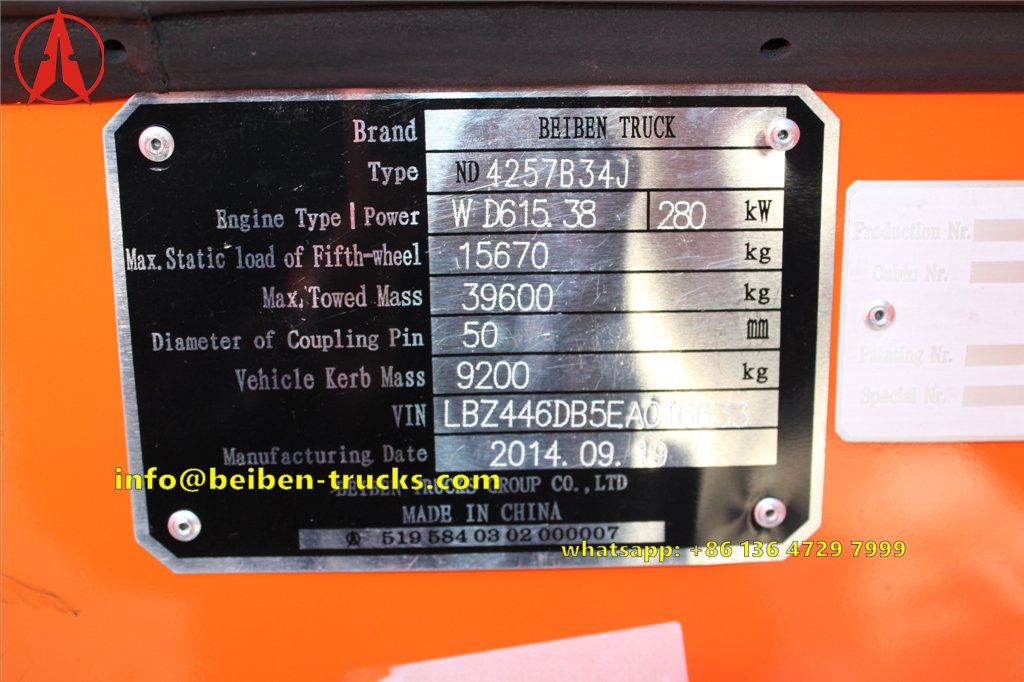 Brand BEIBEN TRUCK
Type ND 4257B34J
Engine Type | Power WD615.38 280 kW
Max. Static load of Fifth-wheel 15670 kg
Max. Towed Mass 39600 kg
Diameter of Coupling Pin 50 mm
Vehicle Kerb Mass 9200 kg
VIN LBZ446DB5EA016633
Manufacturing Date 2014.09.19
info@beiben-trucks.com
BEIBEN TRUCKS GROUP CO.,LTD
MADE IN CHINA
519 584 03 02 000007
whatsapp: +86 136 4729 7999
Production Nr.
Cabin Nr.
Painting Nr.
Special Nr.